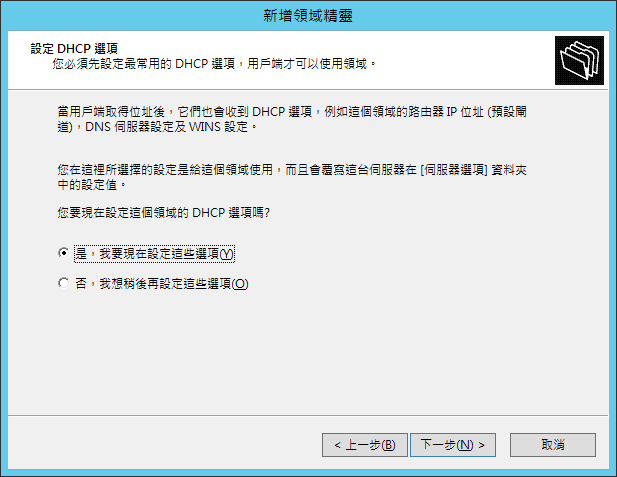 新增領域精靈
設定 DHCP 選項
您必須先設定最常用的 DHCP 選項，用戶端才可以使用領域。
當用戶端取得位址後，它們也會收到 DHCP 選項，例如這個領域的路由器 IP 位址 (預設閘
道)，DNS 伺服器設定及 WINS 設定。
您在這裡所選擇的設定是給這個領域使用，而且會覆寫這台伺服器在 [伺服器選項] 資料夾
中的設定值。
您要現在設定這個領域的 DHCP 選項嗎?
是，我要現在設定這些選項(Y)
否，我想稍後再設定這些選項(O)
< 上一步(B) 下一步(N) > 取消